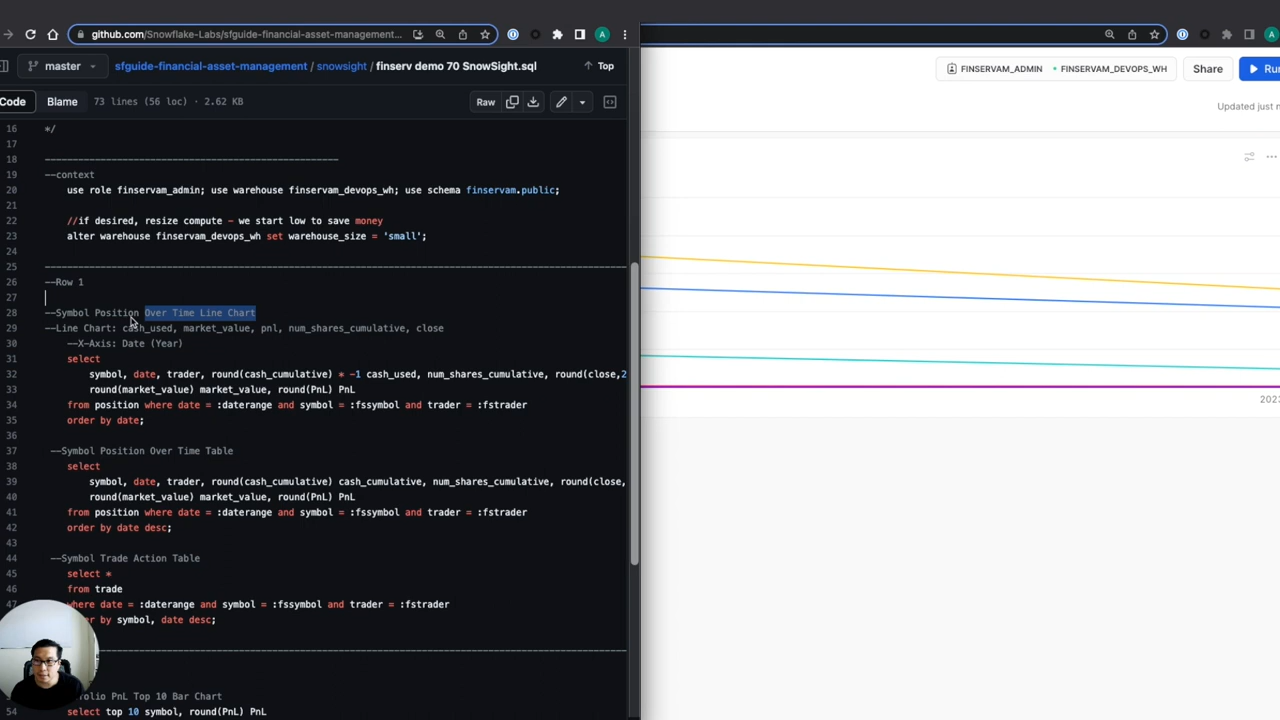 github.com/Snowflake-Labs/sfguide-financial-asset-management...
A
A
master
sfguide-financial-asset-management / snowsight / finserv demo 70 SnowSight.sql
Top
FINSERVAM_ADMIN
FINSERVAM_DEVOPS_WH
Share
Run
Code
Blame
73 lines (56 loc) · 2.62 KB
Raw
Updated just
16 */
17
18 ----------------------------------------------------
19 --context
20 use role finservam_admin; use warehouse finservam_devops_wh; use schema finservam.public;
21
22 //if desired, resize compute - we start low to save money
23 alter warehouse finservam_devops_wh set warehouse_size = 'small';
24
25 ----------------------------------------------------
26 --Row 1
27
28 --Symbol Position Over Time Line Chart
29 --Line Chart: cash_used, market_value, pnl, num_shares_cumulative, close
30 --X-Axis: Date (Year)
31 select
32 symbol, date, trader, round(cash_cumulative) * -1 cash_used, num_shares_cumulative, round(close,2
33 round(market_value) market_value, round(PnL) PnL
34 from position where date = :daterange and symbol = :fssymbol and trader = :fstrader
35 order by date;
36
37 --Symbol Position Over Time Table
38 select
39 symbol, date, trader, round(cash_cumulative) cash_cumulative, num_shares_cumulative, round(close,
40 round(market_value) market_value, round(PnL) PnL
41 from position where date = :daterange and symbol = :fssymbol and trader = :fstrader
42 order by date desc;
43
44 --Symbol Trade Action Table
45 select *
46 from trade
47 where date = :daterange and symbol = :fssymbol and trader = :fstrader
by symbol, date desc;
PnL Top 10 Bar Chart
54 select top 10 symbol, round(PnL) PnL